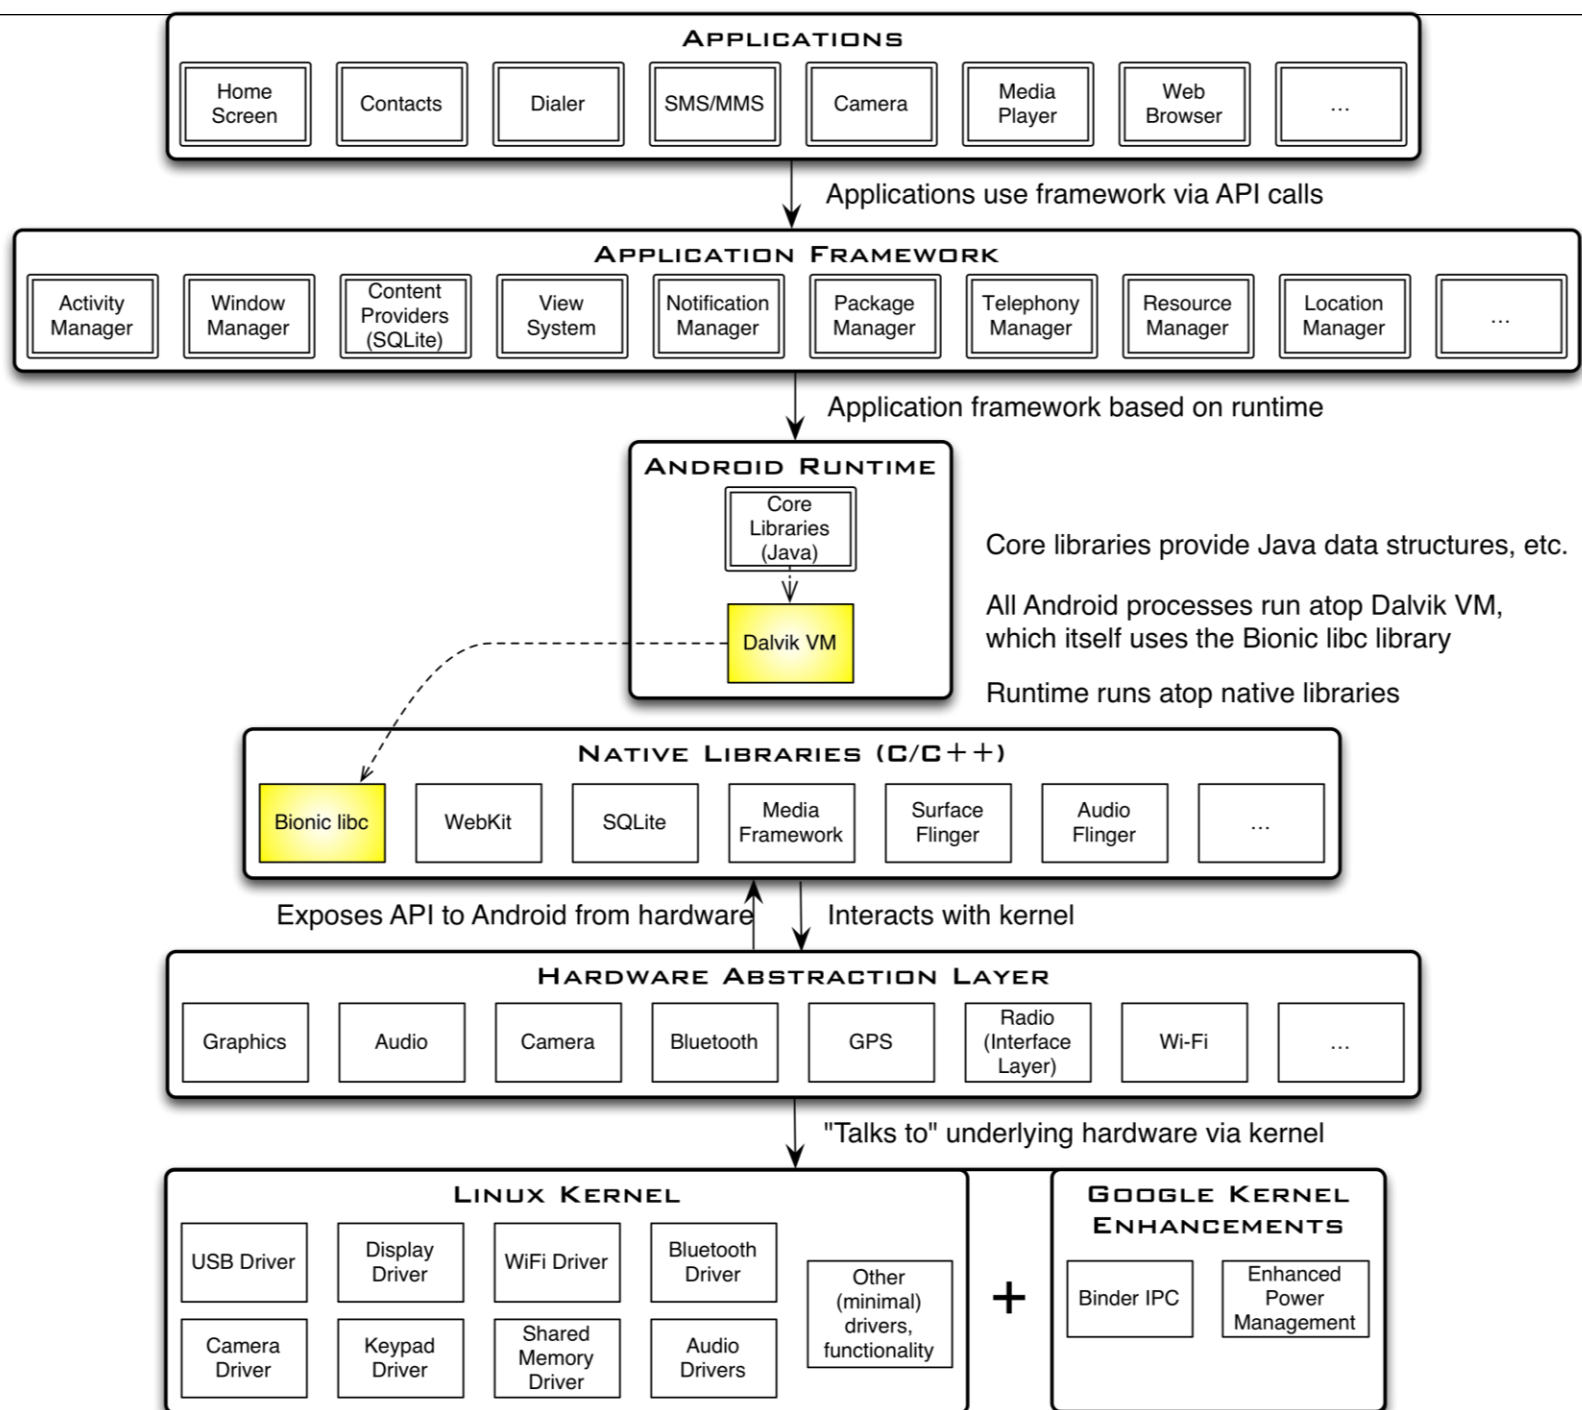 APPLICATIONS
Home
Screen
Contacts
Dialer
SMS/MMS
Camera
Media
Player
Web
Browser
...
Applications use framework via API calls
APPLICATION FRAMEWORK
Activity
Manager
Window
Manager
Content
Providers
(SQLite)
View
System
Notification
Manager
Package
Manager
Telephony
Manager
Resource
Manager
Location
Manager
...
Application framework based on runtime
ANDROID RUNTIME
Core
Libraries
(Java)
Dalvik VM
Core libraries provide Java data structures, etc.
All Android processes run atop Dalvik VM,
which itself uses the Bionic libc library
Runtime runs atop native libraries
NATIVE LIBRARIES (C/C++)
Bionic libc
WebKit
SQLite
Media
Framework
Surface
Flinger
Audio
Flinger
...
Exposes API to Android from hardware
Interacts with kernel
HARDWARE ABSTRACTION LAYER
Graphics
Audio
Camera
Bluetooth
GPS
Radio
(Interface
Layer)
Wi-Fi
...
"Talks to" underlying hardware via kernel
LINUX KERNEL
USB Driver
Display
Driver
WiFi Driver
Bluetooth
Driver
Camera
Driver
Keypad
Driver
Shared
Memory
Driver
Audio
Drivers
Other
(minimal)
drivers,
functionality
+
GOOGLE KERNEL
ENHANCEMENTS
Binder IPC
Enhanced
Power
Management